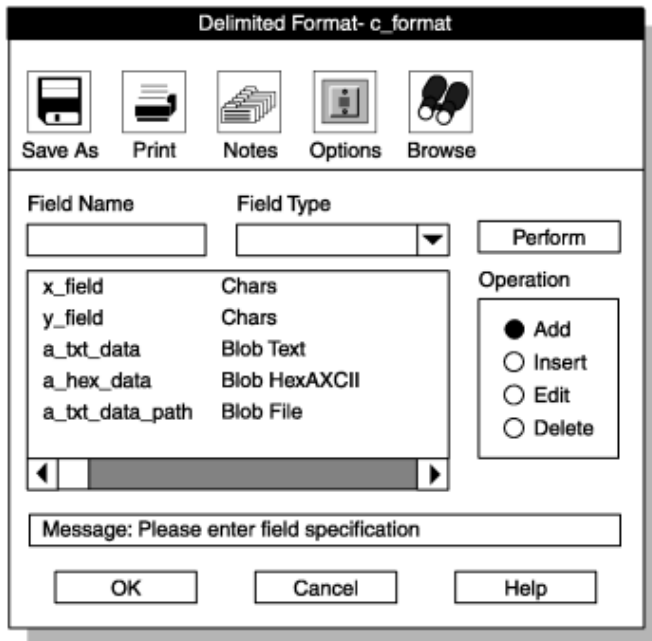 Delimited Format- c_format
Save As Print Notes Options Browse
Field Name Field Type
Perform
x_field Chars
y_field Chars
a_txt_data Blob Text
a_hex_data Blob HexAXCII
a_txt_data_path Blob File
Operation
Add
Insert
Edit
Delete
Message: Please enter field specification
OK Cancel Help